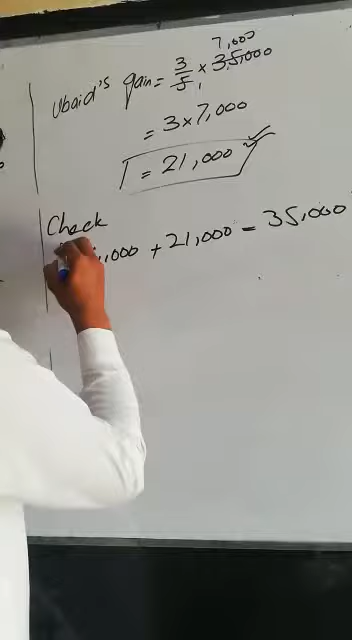 7,000
Ubaid's gain = 3/5 × 35,000
1
= 3 × 7,000
= 21,000
Check
,000 + 21,000 = 35,000